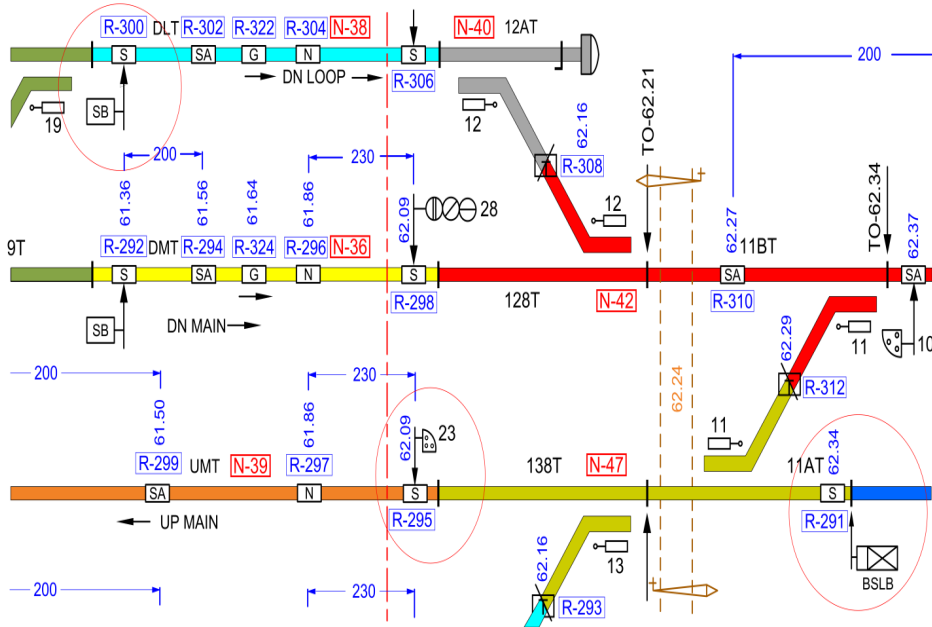 R-300 DLT R-302 R-322 R-304 N-38 N-40 12AT
S SA G N S
DN LOOP
R-306
200
19
SB
12
62.16
R-308
TO-62.21
200
230
61.36
61.56
61.64
61.86
62.09
28
12
62.27
TO-62.34
62.37
9T
R-292 DMT R-294 R-324 R-296 N-36
11BT
S SA G N S SA SA
R-298
128T
N-42
R-310
SB
DN MAIN
11
10
62.29
R-312
62.24
200
230
61.50
61.86
62.09
23
11
62.34
R-299 UMT N-39 R-297
138T
N-47
11AT
SA N S S
UP MAIN
R-295
R-291
13
BSLB
62.16
R-293
200
230